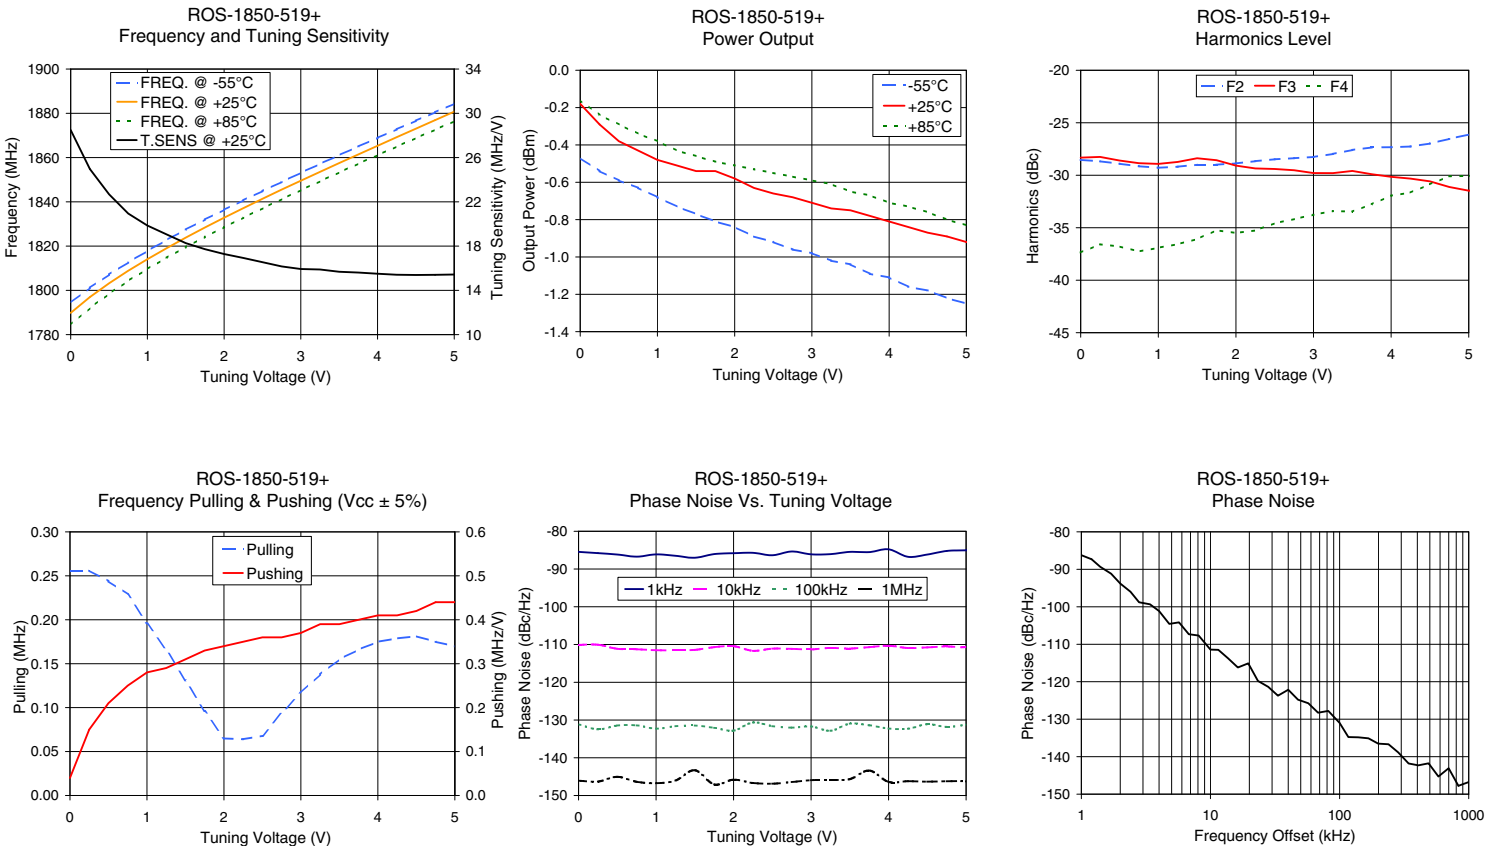 ROS-1850-519+
Frequency and Tuning Sensitivity
1900
1880
1860
1840
1820
1800
1780
Frequency (MHz)
34
30
26
22
18
14
10
Tuning Sensitivity (MHz/V)
FREQ. @ -55°C
FREQ. @ +25°C
FREQ. @ +85°C
T.SENS @ +25°C
0 1 2 3 4 5
Tuning Voltage (V)
ROS-1850-519+
Power Output
0.0
-0.2
-0.4
-0.6
-0.8
-1.0
-1.2
-1.4
Output Power (dBm)
-55°C
+25°C
+85°C
0 1 2 3 4 5
Tuning Voltage (V)
ROS-1850-519+
Harmonics Level
-20
-25
-30
-35
-40
-45
Harmonics (dBc)
F2 F3 F4
0 1 2 3 4 5
Tuning Voltage (V)
ROS-1850-519+
Frequency Pulling & Pushing (Vcc ± 5%)
0.30
0.25
0.20
0.15
0.10
0.05
0.00
Pulling (MHz)
0.6
0.5
0.4
0.3
0.2
0.1
0.0
Pushing (MHz/V)
Pulling
Pushing
0 1 2 3 4 5
Tuning Voltage (V)
ROS-1850-519+
Phase Noise Vs. Tuning Voltage
-80
-90
-100
-110
-120
-130
-140
-150
Phase Noise (dBc/Hz)
1kHz 10kHz 100kHz 1MHz
0 1 2 3 4 5
Tuning Voltage (V)
ROS-1850-519+
Phase Noise
-80
-90
-100
-110
-120
-130
-140
-150
Phase Noise (dBc/Hz)
1 10 100 1000
Frequency Offset (kHz)